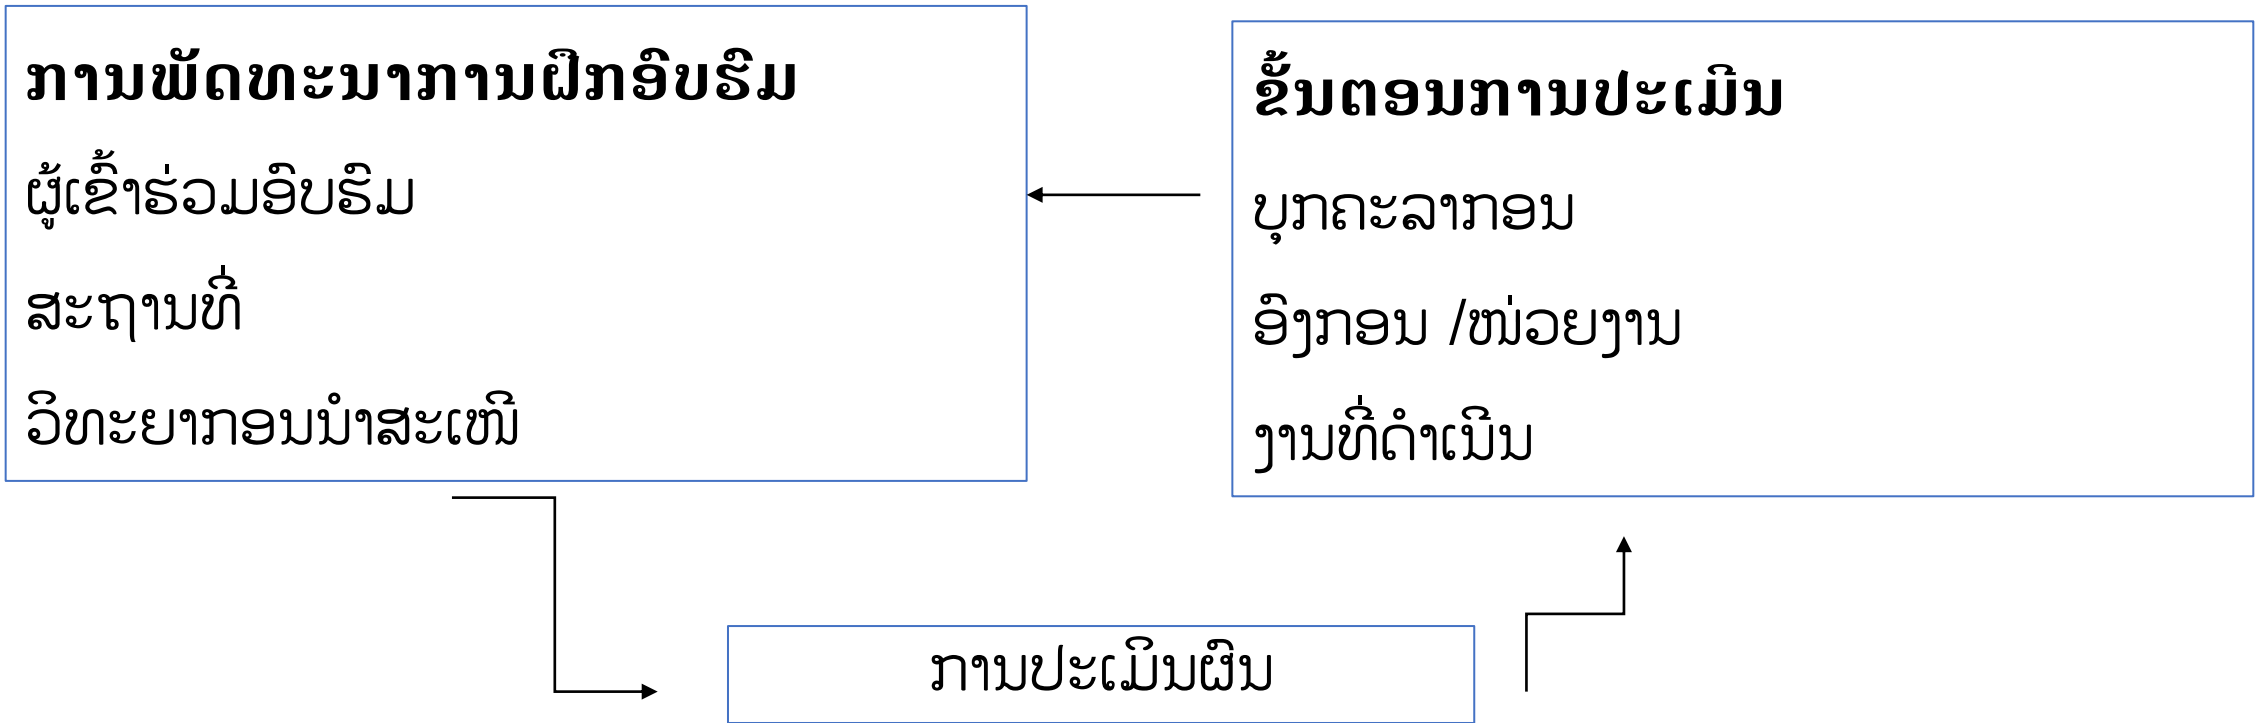 ການພັດທະນາການຝຶກອົບຮົມ
ຜູ້ເຂົ້າຮ່ວມອົບຮົມ
ສະຖານທີ່
ວິທະຍາກອນນຳສະເໜີ
ຂັ້ນຕອນການປະເມີນ
ບຸກຄະລາກອນ
ອົງກອນ /ໜ່ວຍງານ
ງານທີ່ດຳເນີນ
ການປະເມິນຜົນ